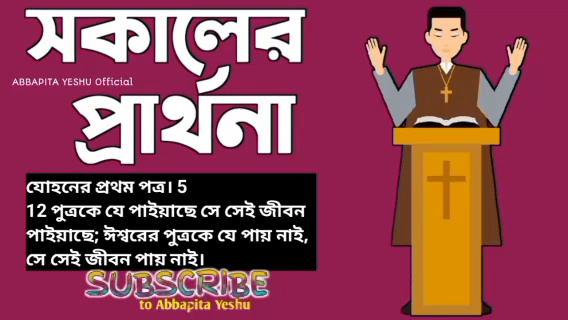 সকালের
ABBAPITA YESHU Official
প্রার্থনা
যোহনের প্রথম পত্র। 5
12 পুত্রকে যে পাইয়াছে সে সেই জীবন
পাইয়াছে; ঈশ্বরের পুত্রকে যে পায় নাই,
সে সেই জীবন পায় নাই।
SUBSCRIBE
to Abbapita Yeshu